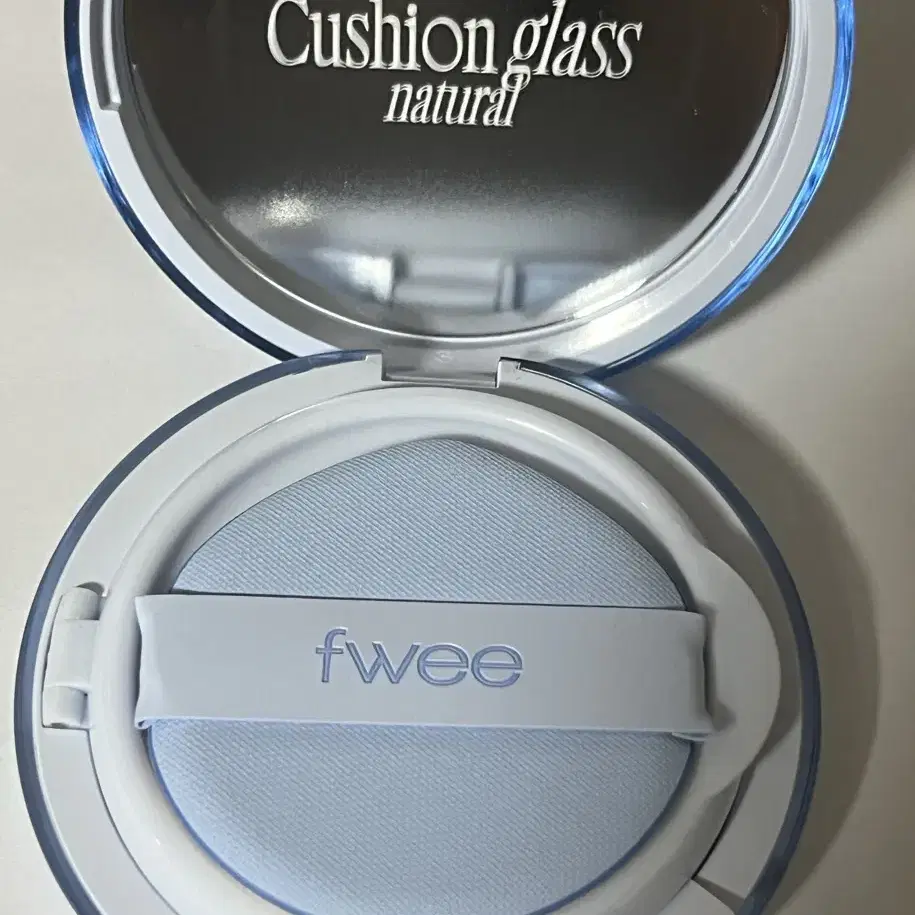 Cushion glass
natural
fwee